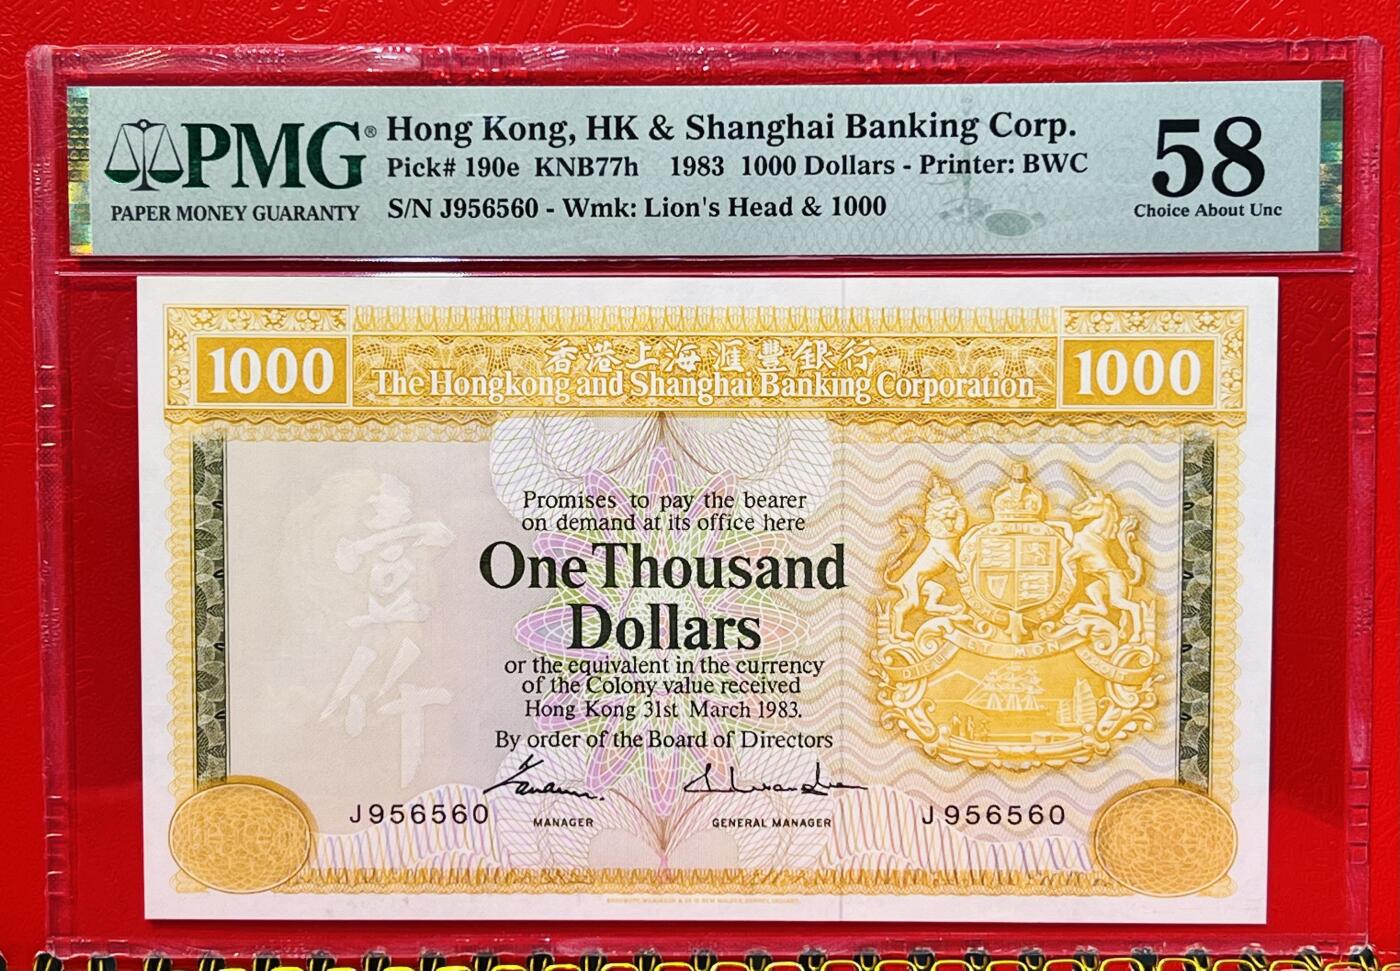 PMG®
PAPER MONEY GUARANTY
Hong Kong, HK & Shanghai Banking Corp.
Pick# 190e KNB77h 1983 1000 Dollars - Printer: BWC
S/N J956560 - Wmk: Lion's Head & 1000
58
Choice About Unc
1000
香港上海滙豐銀行
The Hongkong and Shanghai Banking Corporation
1000
壹仟
Promises to pay the bearer
on demand at its office here
One Thousand
Dollars
or the equivalent in the currency
of the Colony value received
Hong Kong 31st March 1983.
By order of the Board of Directors
J956560
MANAGER
GENERAL MANAGER
J956560